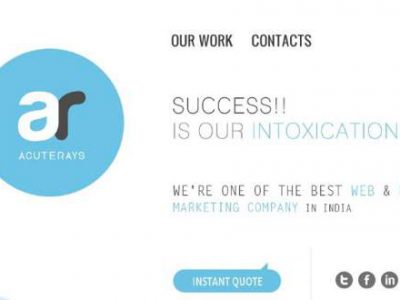 OUR WORK CONTACTS
ar
ACUTERAYS
SUCCESS!!
IS OUR INTOXICATION
WE'RE ONE OF THE BEST WEB &
MARKETING COMPANY IN INDIA
INSTANT QUOTE